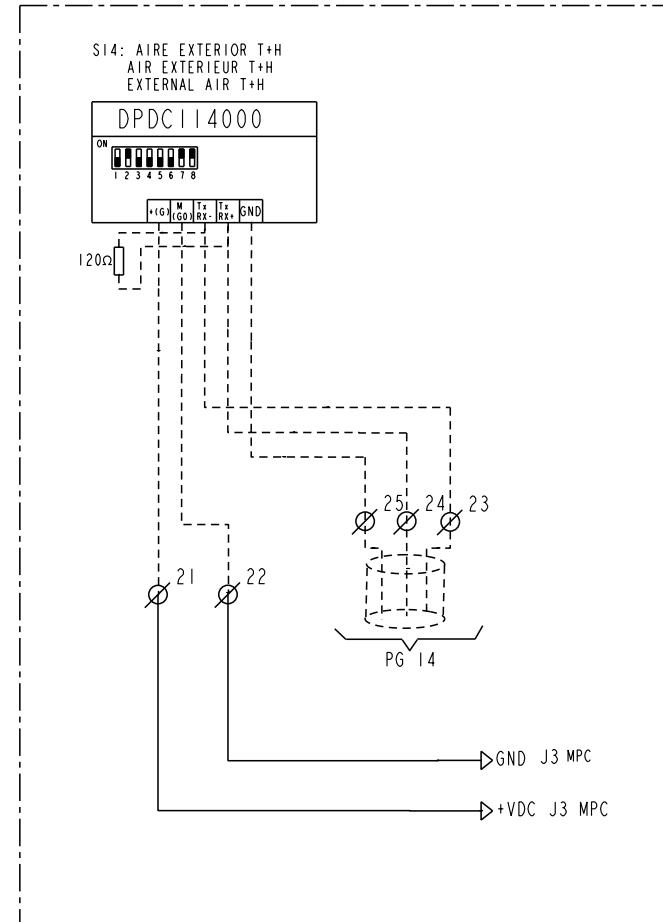 S14: AIRE EXTERIOR T+H
AIR EXTERIEUR T+H
EXTERNAL AIR T+H
DPDC114000
ON
1 2 3 4 5 6 7 8
+(G) M (G0) Tx RX- Tx RX+ GND
120Ω
25 24 23
21 22
PG 14
GND J3 MPC
+VDC J3 MPC